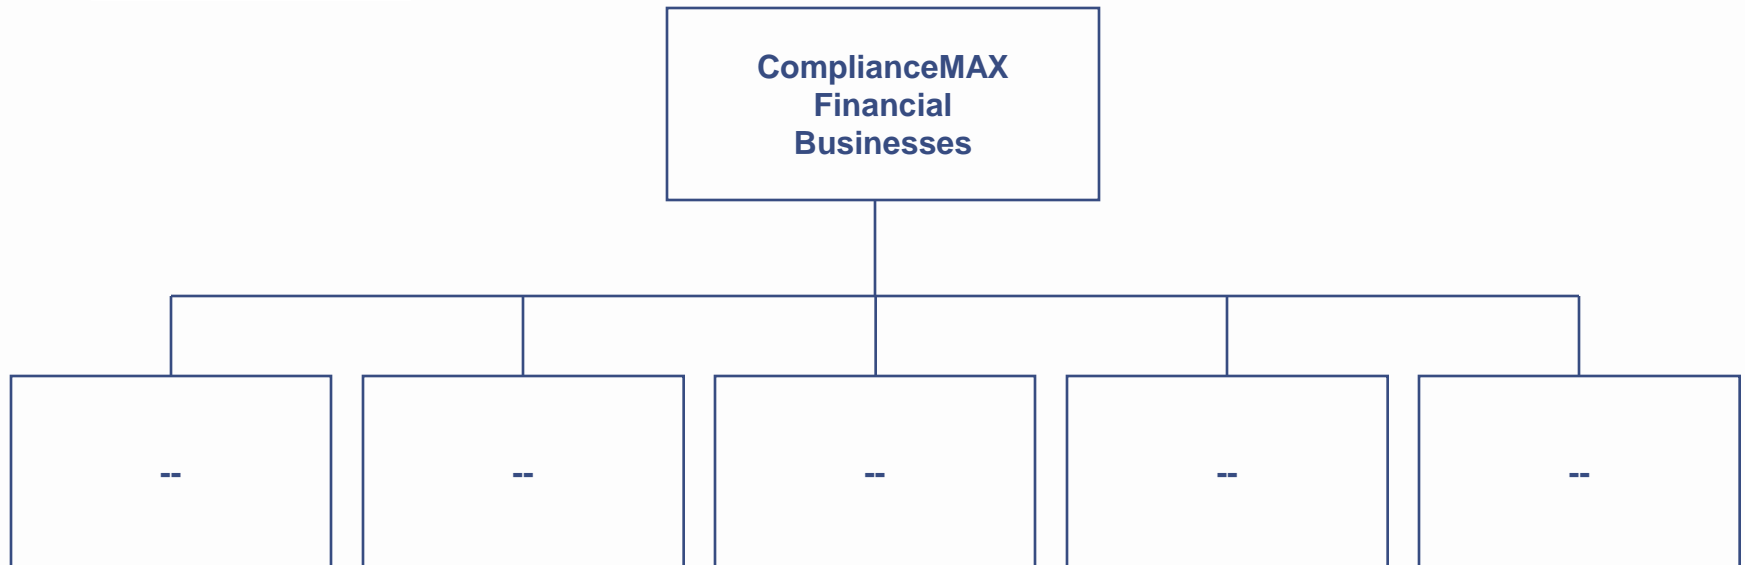 ComplianceMAX
Financial
Businesses
--
--
--
--
--